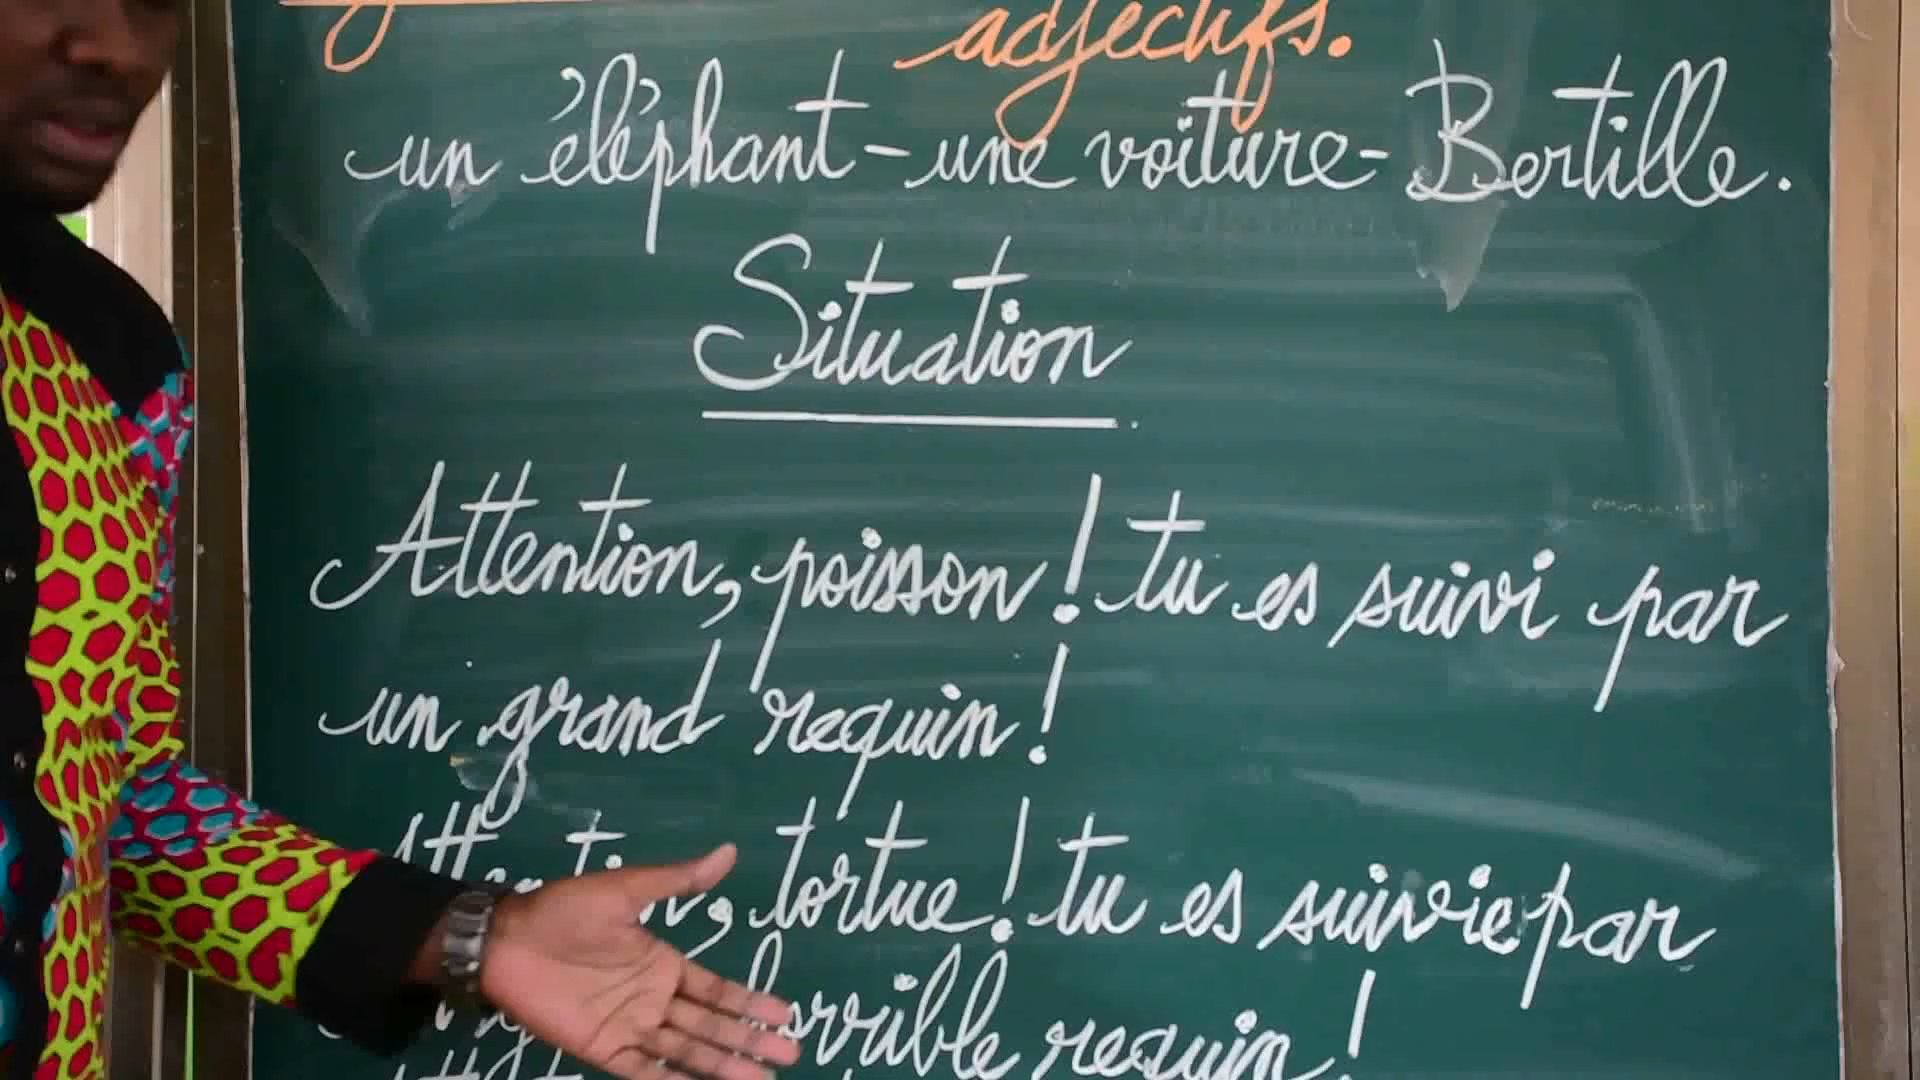 adjectifs.
un éléphant - une voiture - Bertille.
Situation
Attention, poisson! tu es suivi par
un grand requin!
Attention, tortue! tu es suivie par
horrible requin!